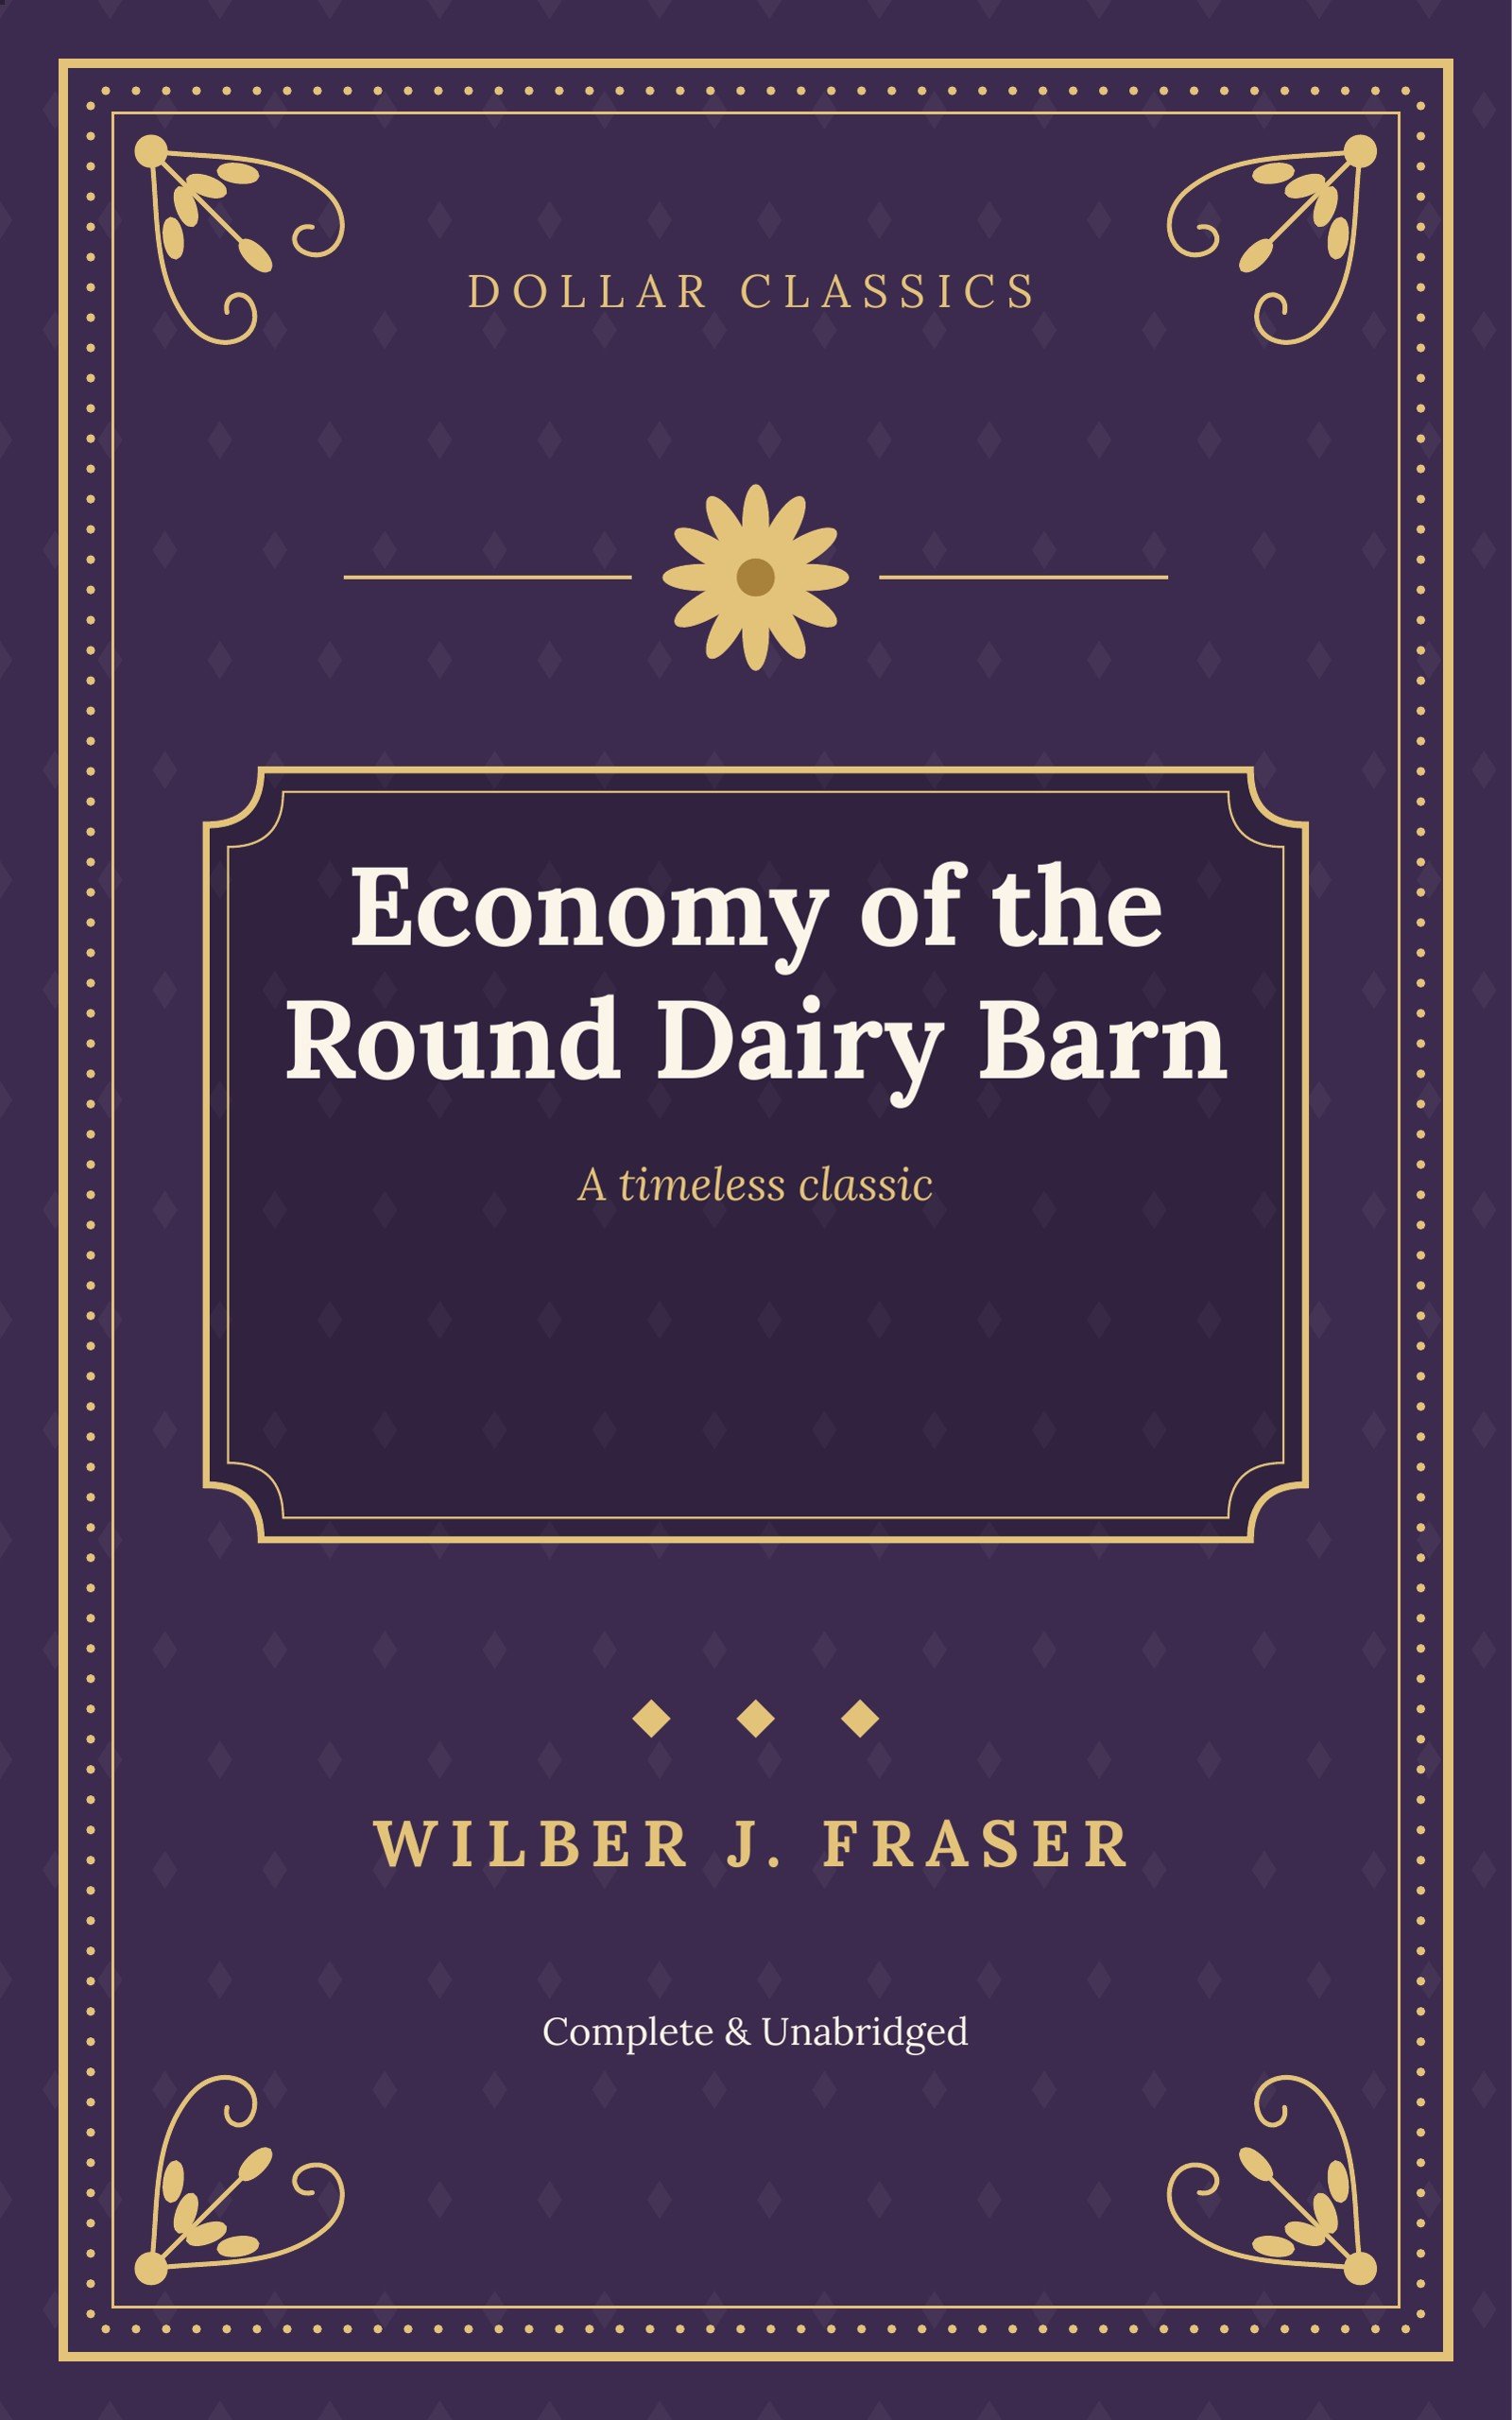 DOLLAR CLASSICS
Economy of the
Round Dairy Barn
A timeless classic
WILBER J. FRASER
Complete & Unabridged